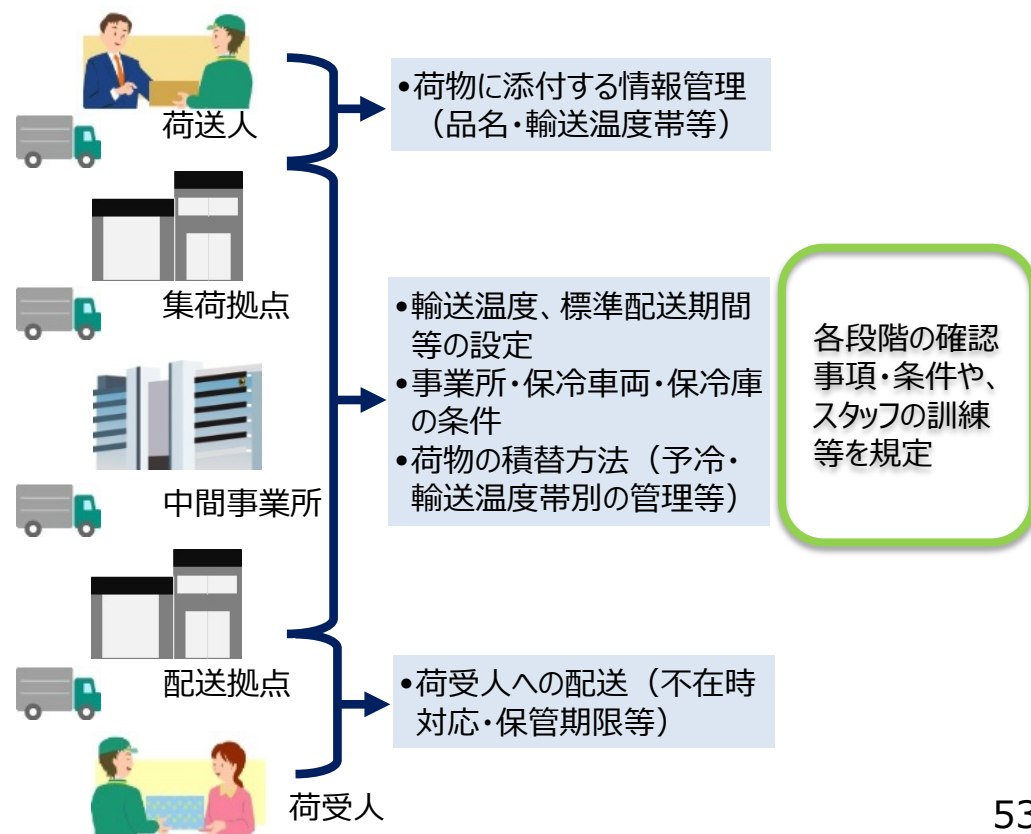 荷送人
•荷物に添付する情報管理
（品名・輸送温度帯等）
集荷拠点
中間事業所
•輸送温度、標準配送期間
等の設定
•事業所・保冷車両・保冷庫
の条件
•荷物の積替方法（予冷・
輸送温度帯別の管理等）
各段階の確認
事項・条件や、
スタッフの訓練
等を規定
配送拠点
•荷受人への配送（不在時
対応・保管期限等）
荷受人
53